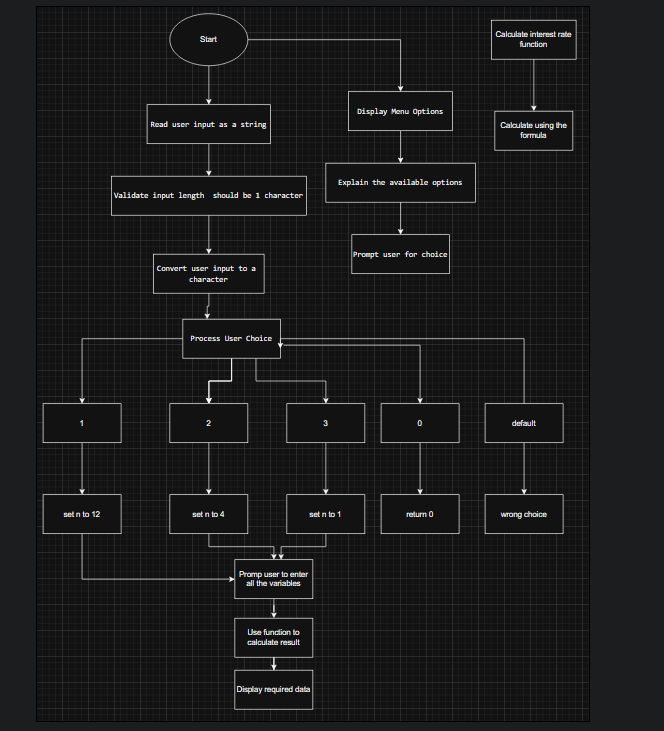 Start
Calculate interest rate
function
Display Menu Options
Read user input as a string
Calculate using the
formula
Explain the available options
Validate input length should be 1 character
Prompt user for choice
Convert user input to a
character
Process User Choice
1
2
3
0
default
set n to 12
set n to 4
set n to 1
return 0
wrong choice
Promp user to enter
all the variables
Use function to
calculate result
Display required data